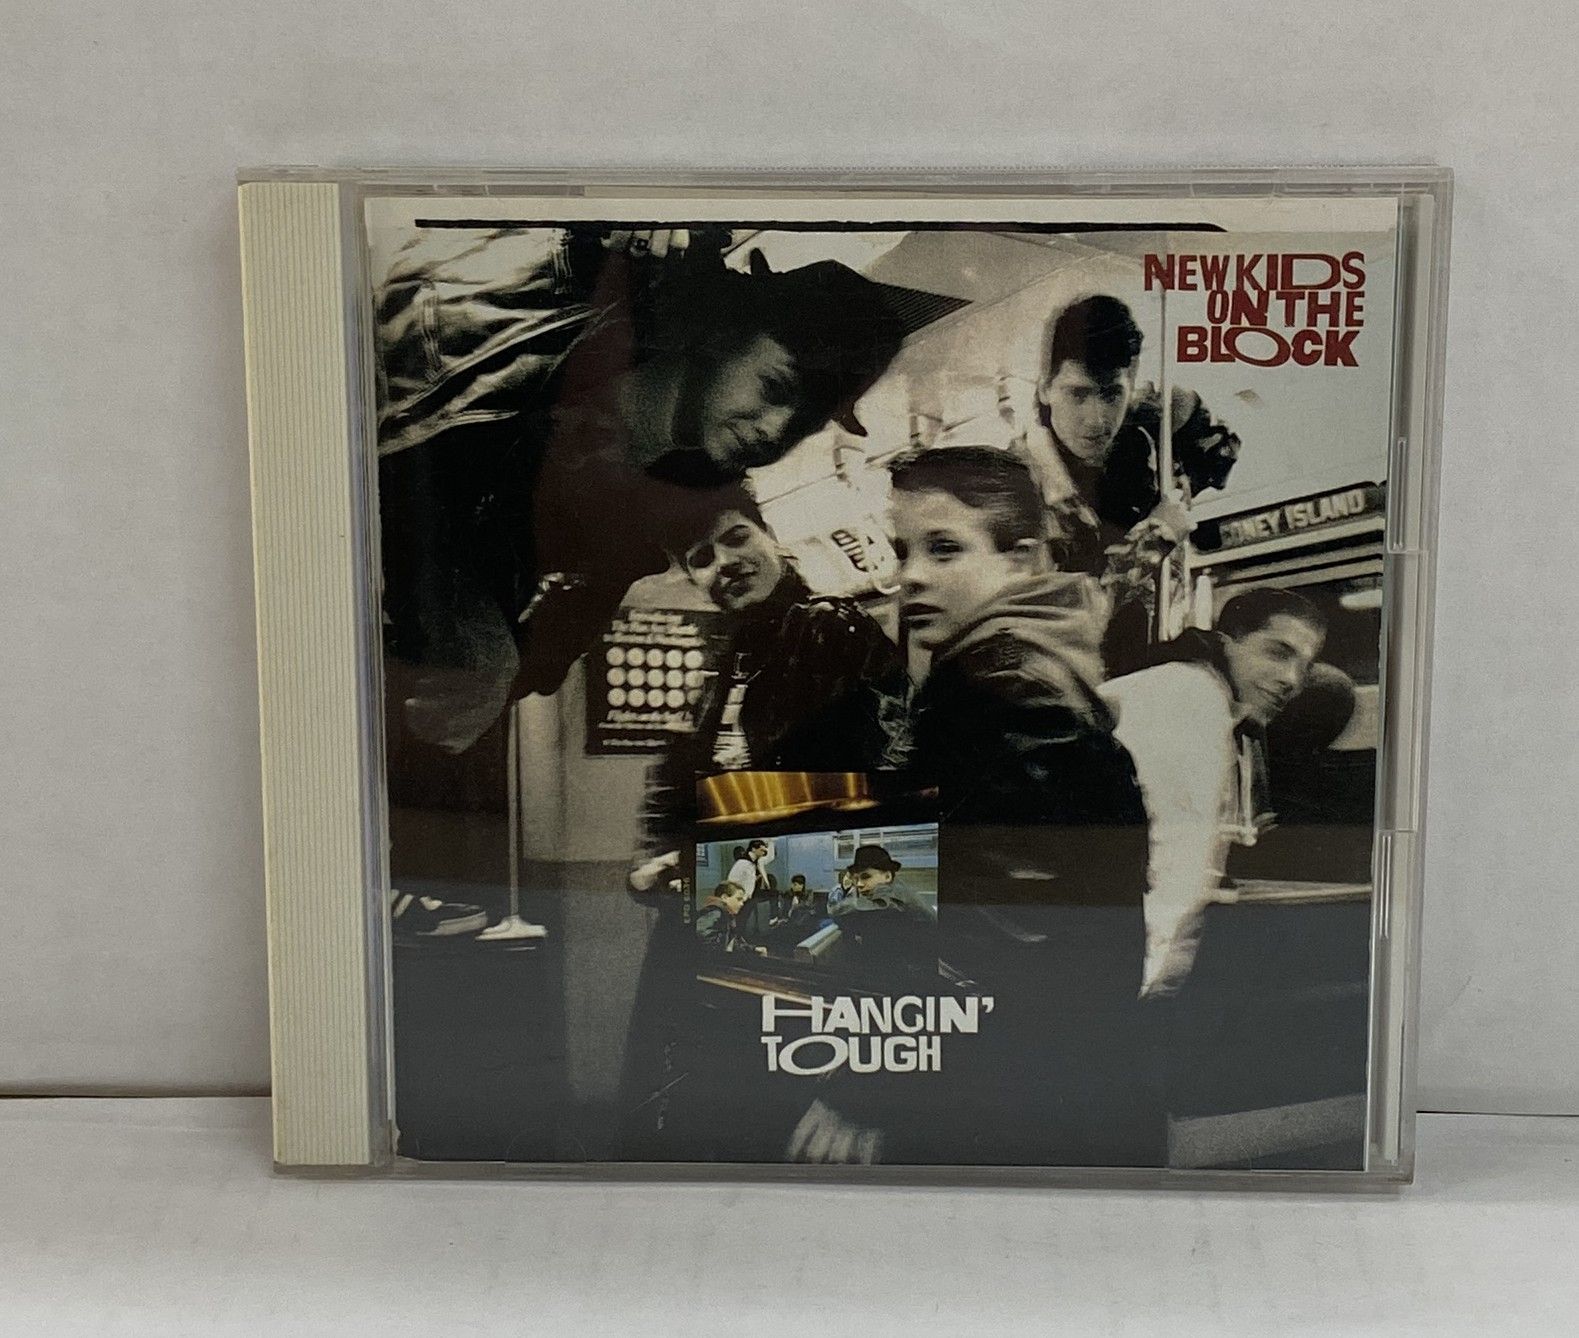 NEW KIDS
ON THE
BLOCK
CONEY ISLAND
HANGIN'
TOUGH